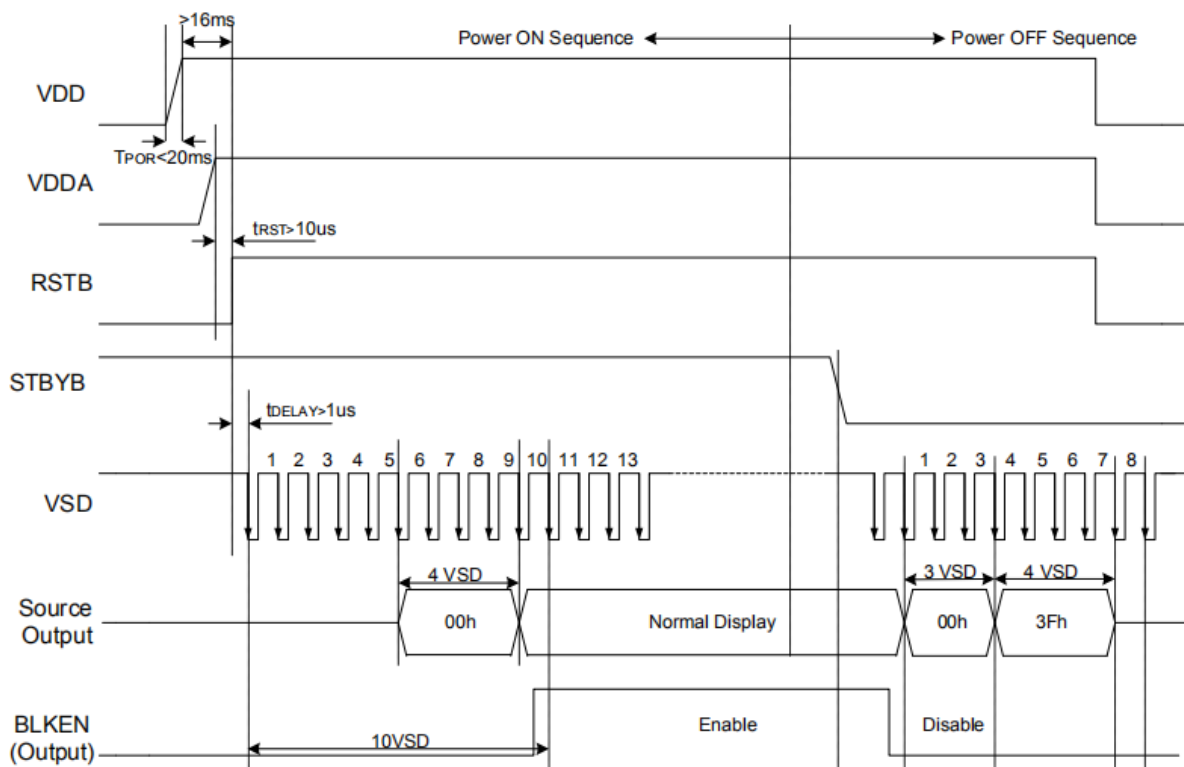 >16ms
Power ON Sequence
Power OFF Sequence
VDD
TPOR<20ms
VDDA
tRST>10us
RSTB
STBYB
tDELAY>1us
1 2 3 4 5 6 7 8 9 10 11 12 13
1 2 3 4 5 6 7 8
VSD
4 VSD
3 VSD
4 VSD
Source
Output
00h
Normal Display
00h
3Fh
BLKEN
(Output)
Enable
Disable
10VSD